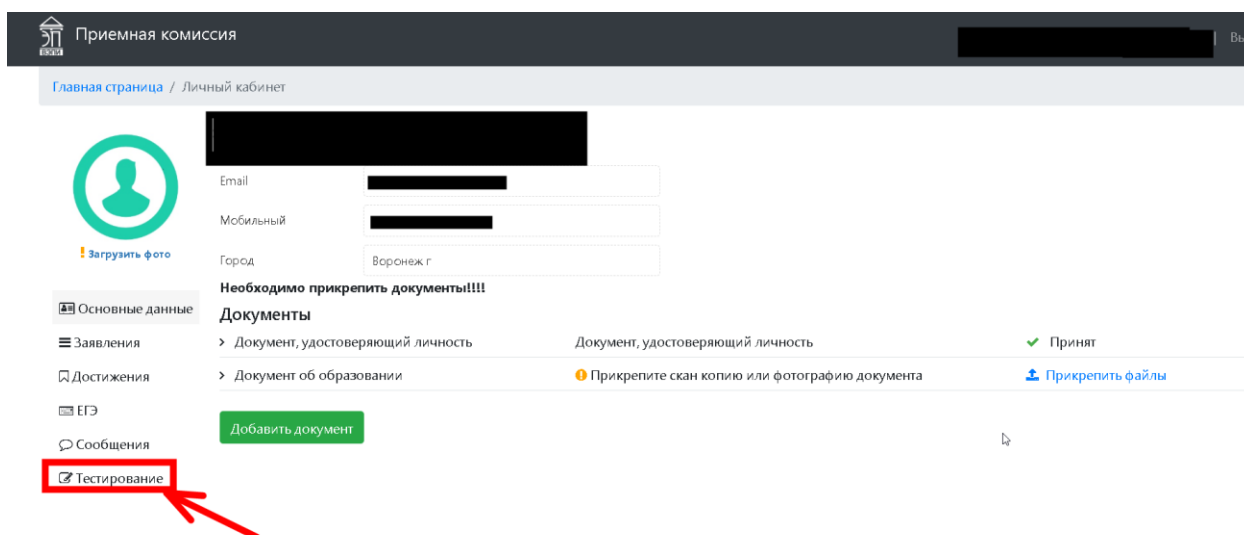 ЭП
ВЭПИ
Приемная комиссия
Главная страница / Личный кабинет
Email
Мобильный
! Загрузить фото
Город Воронеж г
Необходимо прикрепить документы!!!!
Основные данные
Документы
Заявления
Документ, удостоверяющий личность Документ, удостоверяющий личность Принят
Достижения
Документ об образовании Прикрепите скан копию или фотографию документа Прикрепить файлы
ЕГЭ
Добавить документ
Сообщения
Тестирование